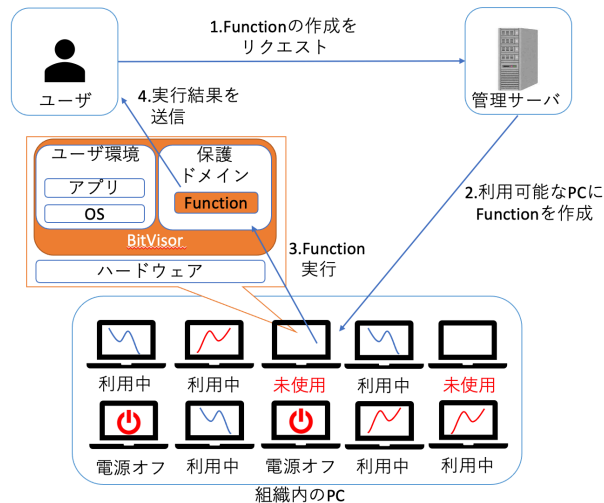 1.Functionの作成を
リクエスト
ユーザ
管理サーバ
4.実行結果を
送信
ユーザ環境
アプリ
OS
保護
ドメイン
Function
BitVisor
ハードウェア
2.利用可能なPCに
Functionを作成
3.Function
実行
利用中
利用中
未使用
利用中
未使用
電源オフ
利用中
電源オフ
利用中
利用中
組織内のPC